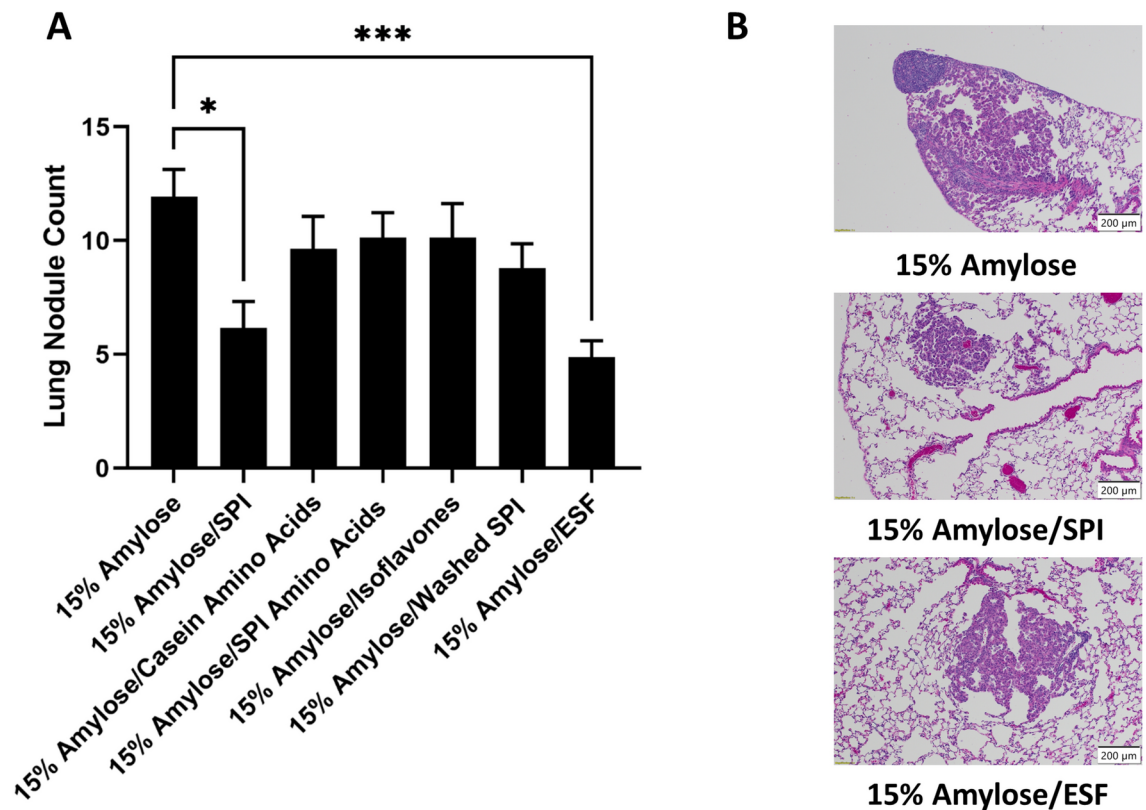 A
B
***
*
15
10
5
0
Lung Nodule Count
15% Amylose
15% Amylose/SPI
15% Amylose/Casein Amino Acids
15% Amylose/SPI Amino Acids
15% Amylose/Isoflavones
15% Amylose/Washed SPI
15% Amylose/ESF
200 µm
15% Amylose
200 µm
15% Amylose/SPI
200 µm
15% Amylose/ESF